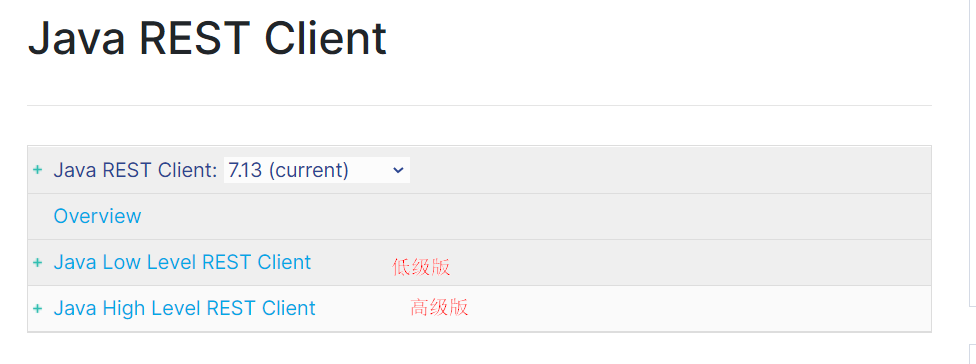 Java REST Client
+ Java REST Client: 7.13 (current)
Overview
+ Java Low Level REST Client 低级版
+ Java High Level REST Client 高级版